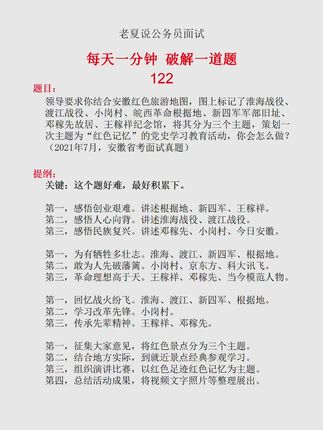 老夏说公务员面试
每天一分钟 破解一道题
122
题目：
领导要求你结合安徽红色旅游地图，图上标记了淮海战役、
渡江战役、小岗村、皖西革命根据地、新四军军部旧址、
邓稼先故居、王稼祥纪念馆，将其分为三个主题，策划一
次主题为“红色记忆”的党史学习教育活动，你会怎么做？
（2021年7月，安徽省考面试真题）
提纲：
关键：这个题好难，最好积累下。
第一，感悟创业艰难。讲述根据地、新四军、王稼祥。
第二，感悟人心向背。讲述淮海战役、渡江战役。
第三，感悟民族复兴。讲述邓稼先、小岗村、今日安徽。
第一，为有牺牲多壮志。淮海、渡江、新四军、根据地。
第二，敢为人先破藩篱。小岗村、京东方、科大讯飞。
第三，革命理想高于天。王稼祥、邓稼先、当今模范人物。
第一，回忆战火纷飞。淮海、渡江、新四军、根据地。
第二，学习改革先锋。小岗村。
第三，传承先辈精神。王稼祥、邓稼先。
第一，征集大家意见，将红色景点分为三个主题。
第二，结合地方实际，到就近景点经典参观学习。
第三，组织演讲比赛，以红色足迹红色记忆为主题。
第四，总结活动成果，将视频文字照片等整理展出。